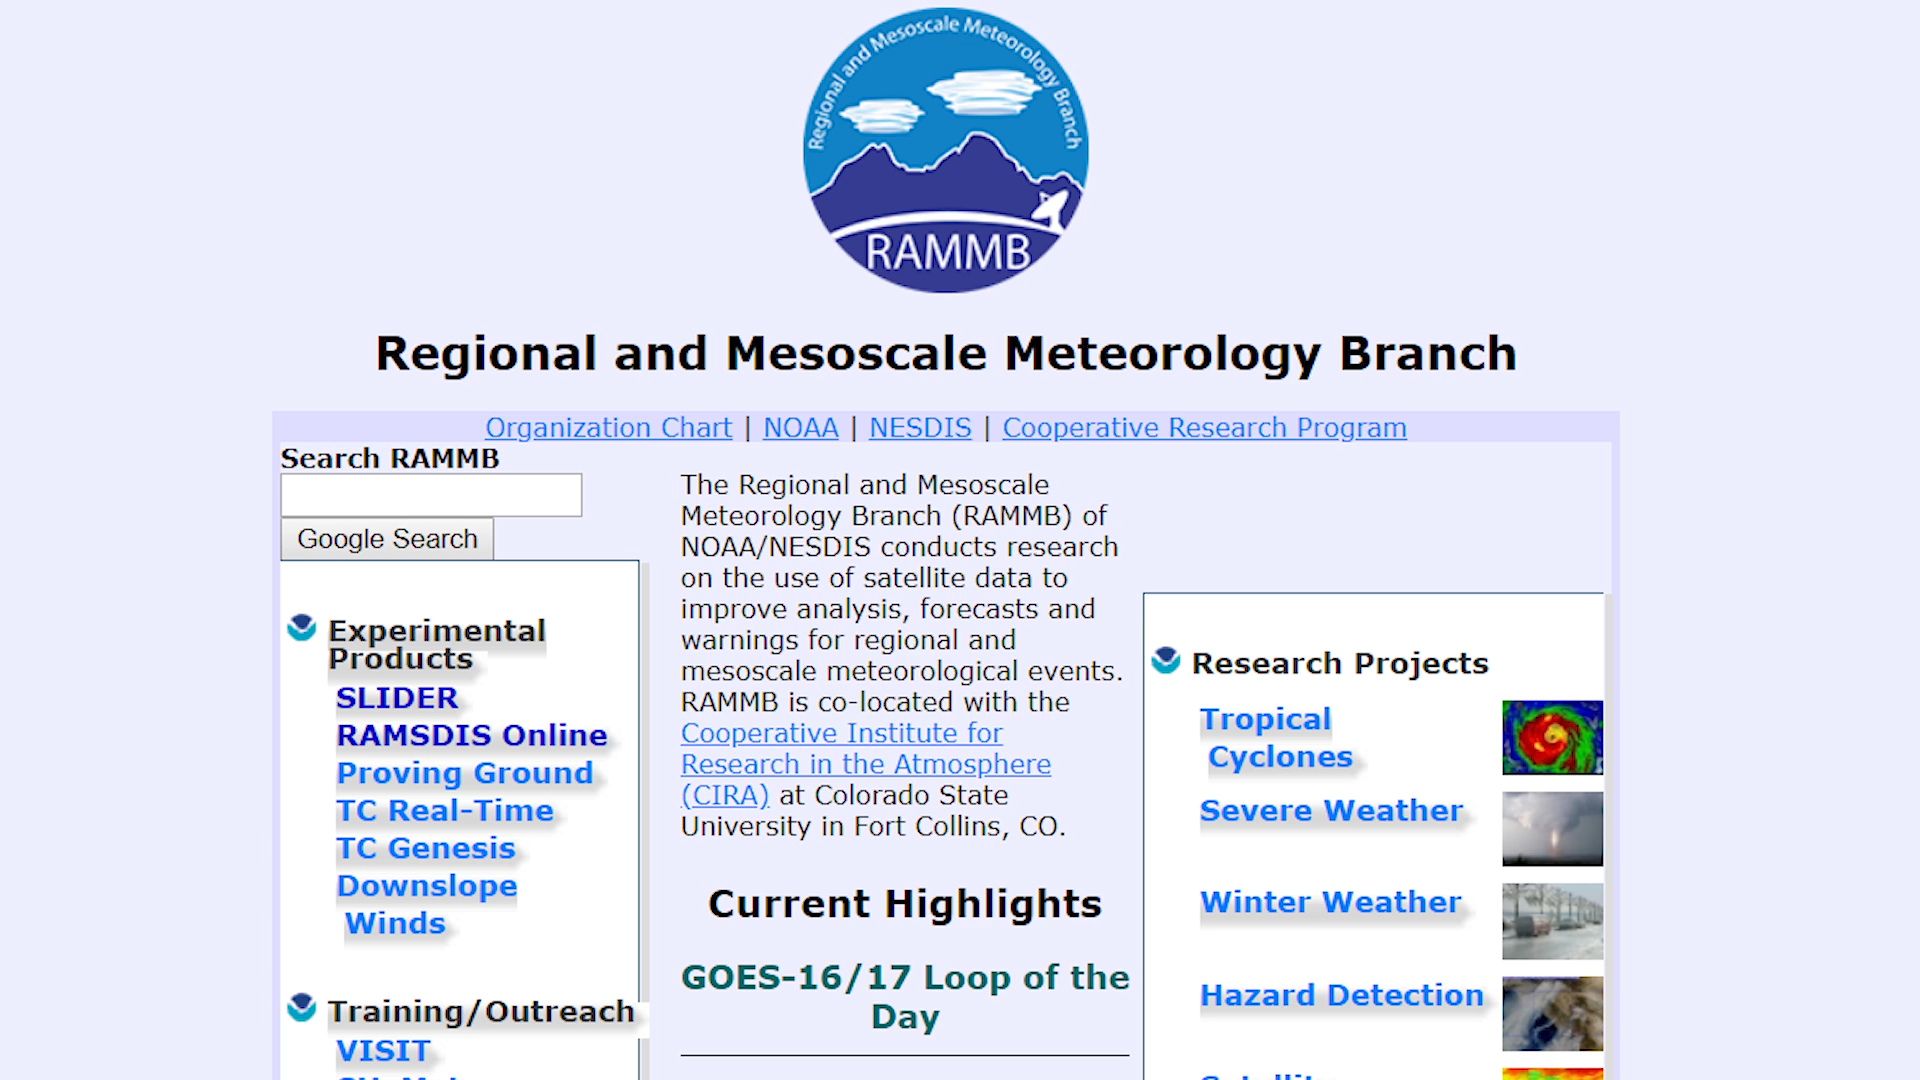 Regional and Mesoscale Meteorology Branch
RAMMB
Regional and Mesoscale Meteorology Branch
Organization Chart | NOAA | NESDIS | Cooperative Research Program
Search RAMMB
Google Search
Experimental
Products
SLIDER
RAMSDIS Online
Proving Ground
TC Real-Time
TC Genesis
Downslope
Winds
Training/Outreach
VISIT
The Regional and Mesoscale
Meteorology Branch (RAMMB) of
NOAA/NESDIS conducts research
on the use of satellite data to
improve analysis, forecasts and
warnings for regional and
mesoscale meteorological events.
RAMMB is co-located with the
Cooperative Institute for
Research in the Atmosphere
(CIRA) at Colorado State
University in Fort Collins, CO.
Current Highlights
GOES-16/17 Loop of the
Day
Research Projects
Tropical
Cyclones
Severe Weather
Winter Weather
Hazard Detection